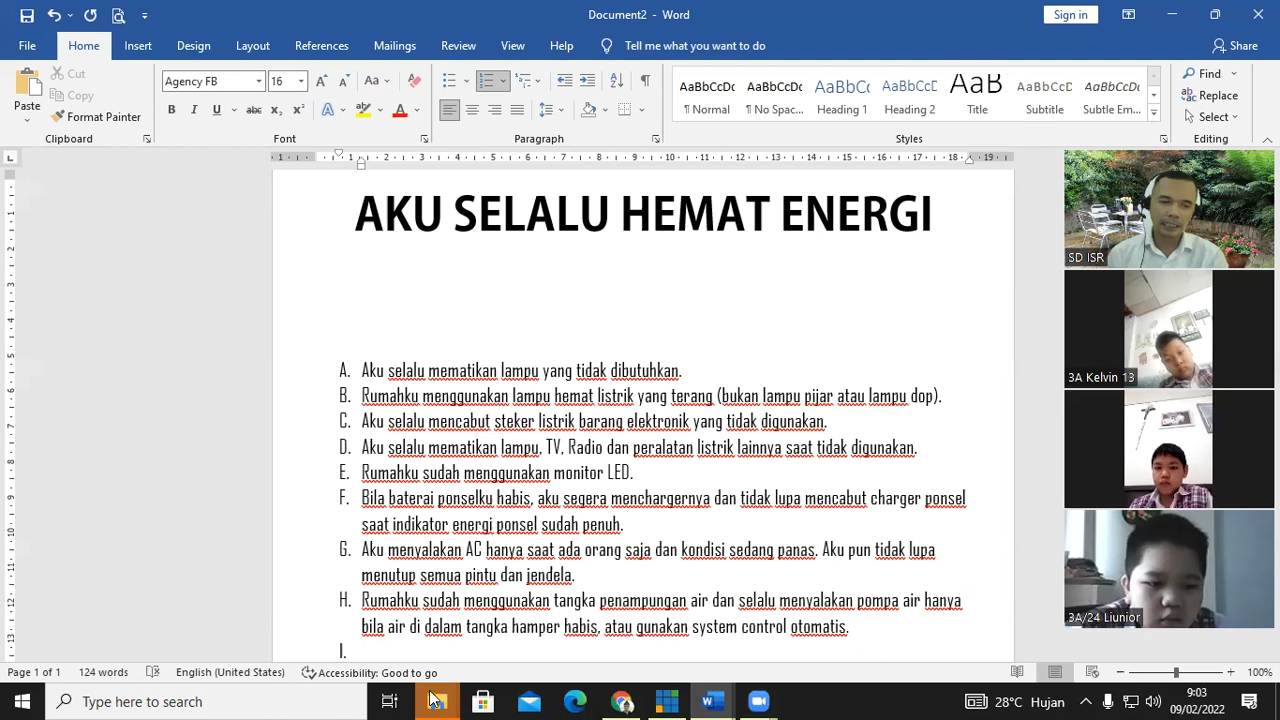 Document2 - Word
Sign in
File Home Insert Design Layout References Mailings Review View Help Tell me what you want to do Share
Paste
Cut
Copy
Format Painter
Clipboard
Agency FB 16
Font
Paragraph
AaBbCcDc AaBbCcDc AaBbC AaBbCcD AaB AaBbCcD AaBbCcDc
¶ Normal ¶ No Spac... Heading 1 Heading 2 Title Subtitle Subtle Em...
Styles
Find
Replace
Select
Editing
AKU SELALU HEMAT ENERGI
A. Aku selalu mematikan lampu yang tidak dibutuhkan.
B. Rumahku menggunakan lampu hemat listrik yang terang (bukan lampu pijar atau lampu dop).
C. Aku selalu mencabut steker listrik barang elektronik yang tidak digunakan.
D. Aku selalu mematikan lampu, TV, Radio dan peralatan listrik lainnya saat tidak digunakan.
E. Rumahku sudah menggunakan monitor LED.
F. Bila baterai ponselku habis, aku segera menchargernya dan tidak lupa mencabut charger ponsel
saat indikator energi ponsel sudah penuh.
G. Aku menyalakan AC hanya saat ada orang saja dan kondisi sedang panas. Aku pun tidak lupa
menutup semua pintu dan jendela.
H. Rumahku sudah menggunakan tangka penampungan air dan selalu menyalakan pompa air hanya
bila air di dalam tangka hamper habis, atau gunakan system control otomatis.
I.
SD ISR
3A Kelvin 13
3A/24 Liunior
Page 1 of 1 124 words English (United States) Accessibility: Good to go 100%
Type here to search
28°C Hujan
9:03
09/02/2022